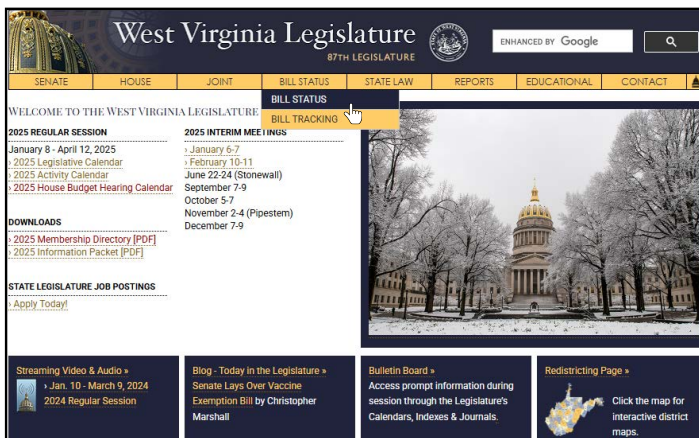 West Virginia Legislature
87TH LEGISLATURE
ENHANCED BY Google
SENATE HOUSE JOINT BILL STATUS STATE LAW REPORTS EDUCATIONAL CONTACT
BILL STATUS
BILL TRACKING
WELCOME TO THE WEST VIRGINIA LEGISLATURE
2025 REGULAR SESSION
January 8 - April 12, 2025
› 2025 Legislative Calendar
› 2025 Activity Calendar
› 2025 House Budget Hearing Calendar
DOWNLOADS
› 2025 Membership Directory [PDF]
› 2025 Information Packet [PDF]
STATE LEGISLATURE JOB POSTINGS
› Apply Today!
2025 INTERIM MEETINGS
› January 6-7
› February 10-11
June 22-24 (Stonewall)
September 7-9
October 5-7
November 2-4 (Pipestem)
December 7-9
Streaming Video & Audio »
› Jan. 10 - March 9, 2024
2024 Regular Session
Blog - Today in the Legislature »
Senate Lays Over Vaccine
Exemption Bill by Christopher
Marshall
Bulletin Board »
Access prompt information during
session through the Legislature's
Calendars, Indexes & Journals.
Redistricting Page »
Click the map for
interactive district
maps.